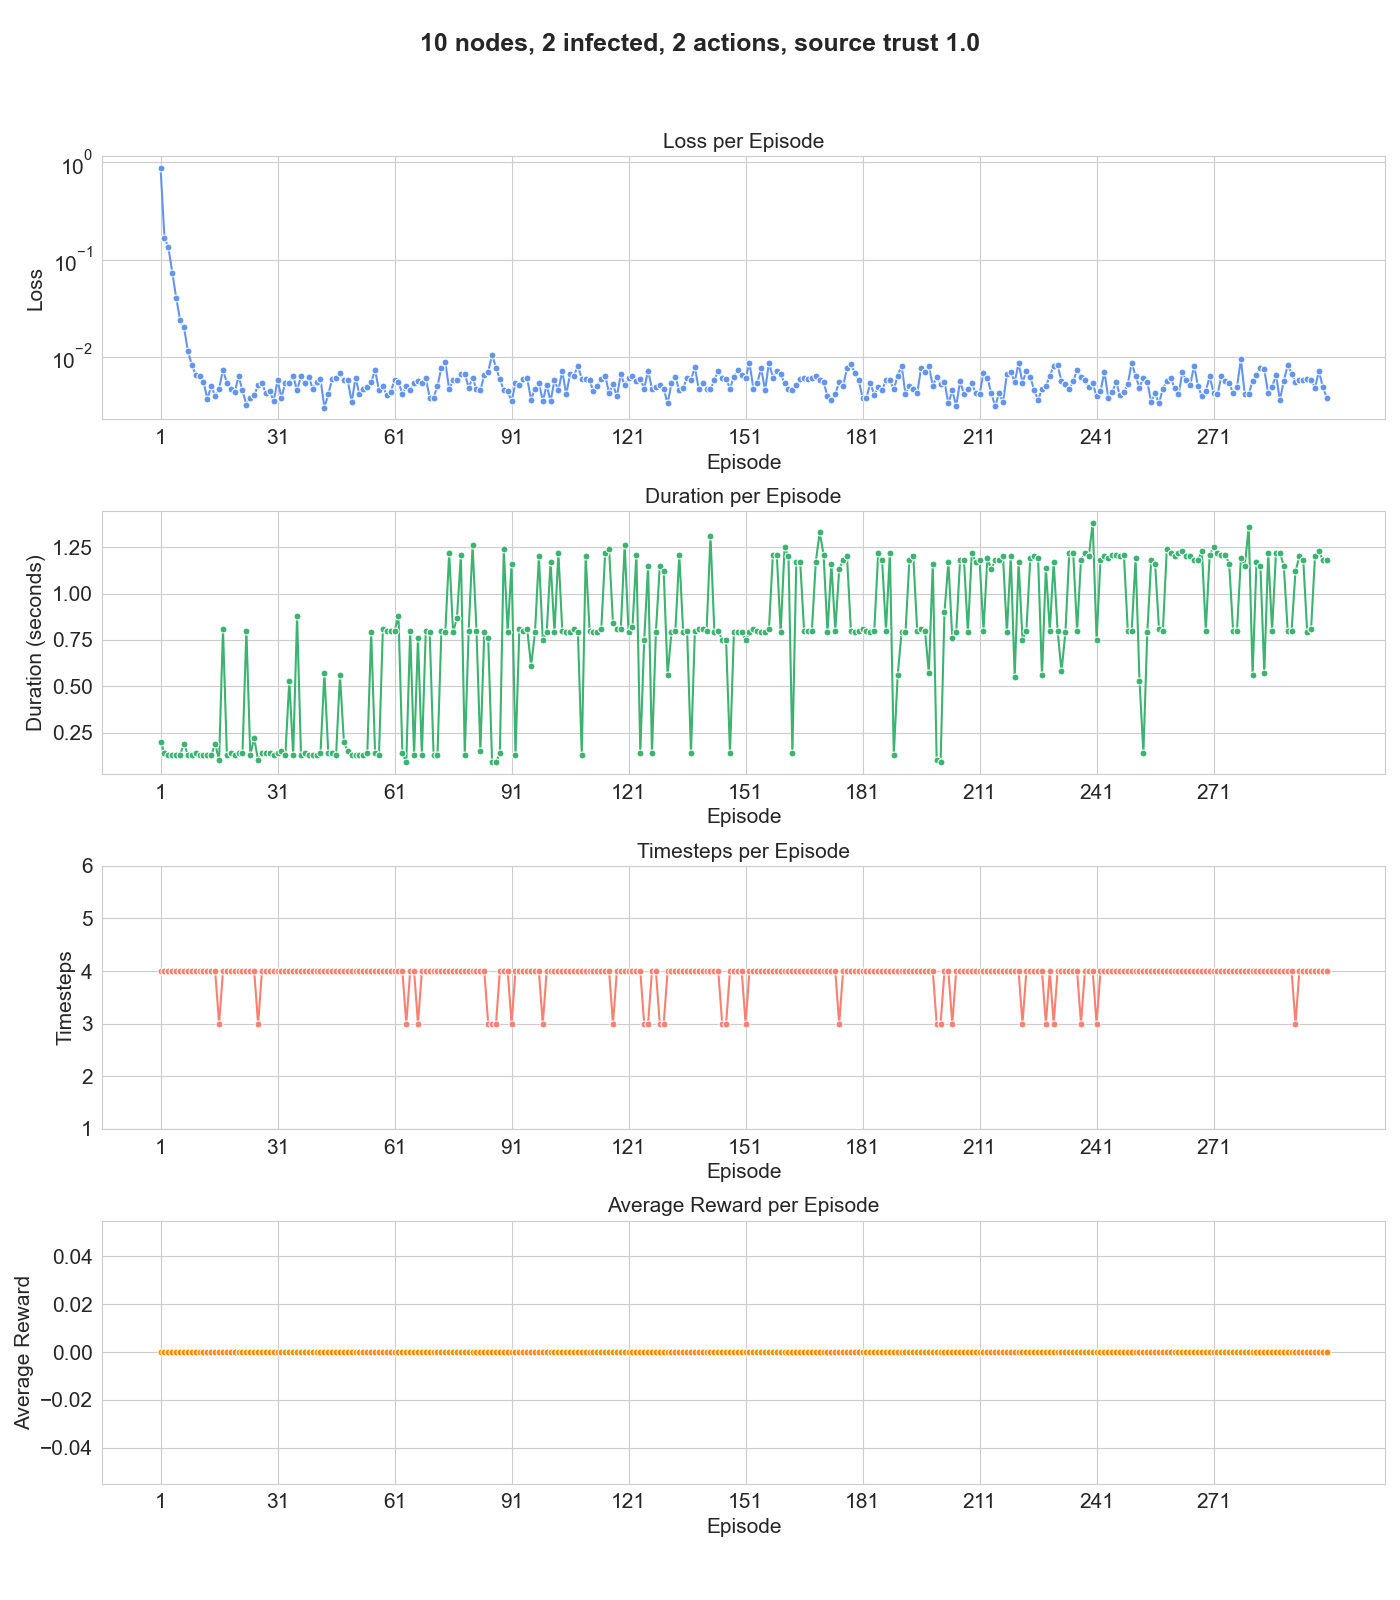 10 nodes, 2 infected, 2 actions, source trust 1.0
Loss per Episode
10^0
10^−1
10^−2
Loss
1 31 61 91 121 151 181 211 241 271
Episode
Duration per Episode
1.25
1.00
0.75
0.50
0.25
Duration (seconds)
1 31 61 91 121 151 181 211 241 271
Episode
Timesteps per Episode
6
5
4
3
2
1
Timesteps
1 31 61 91 121 151 181 211 241 271
Episode
Average Reward per Episode
0.04
0.02
0.00
−0.02
−0.04
Average Reward
1 31 61 91 121 151 181 211 241 271
Episode